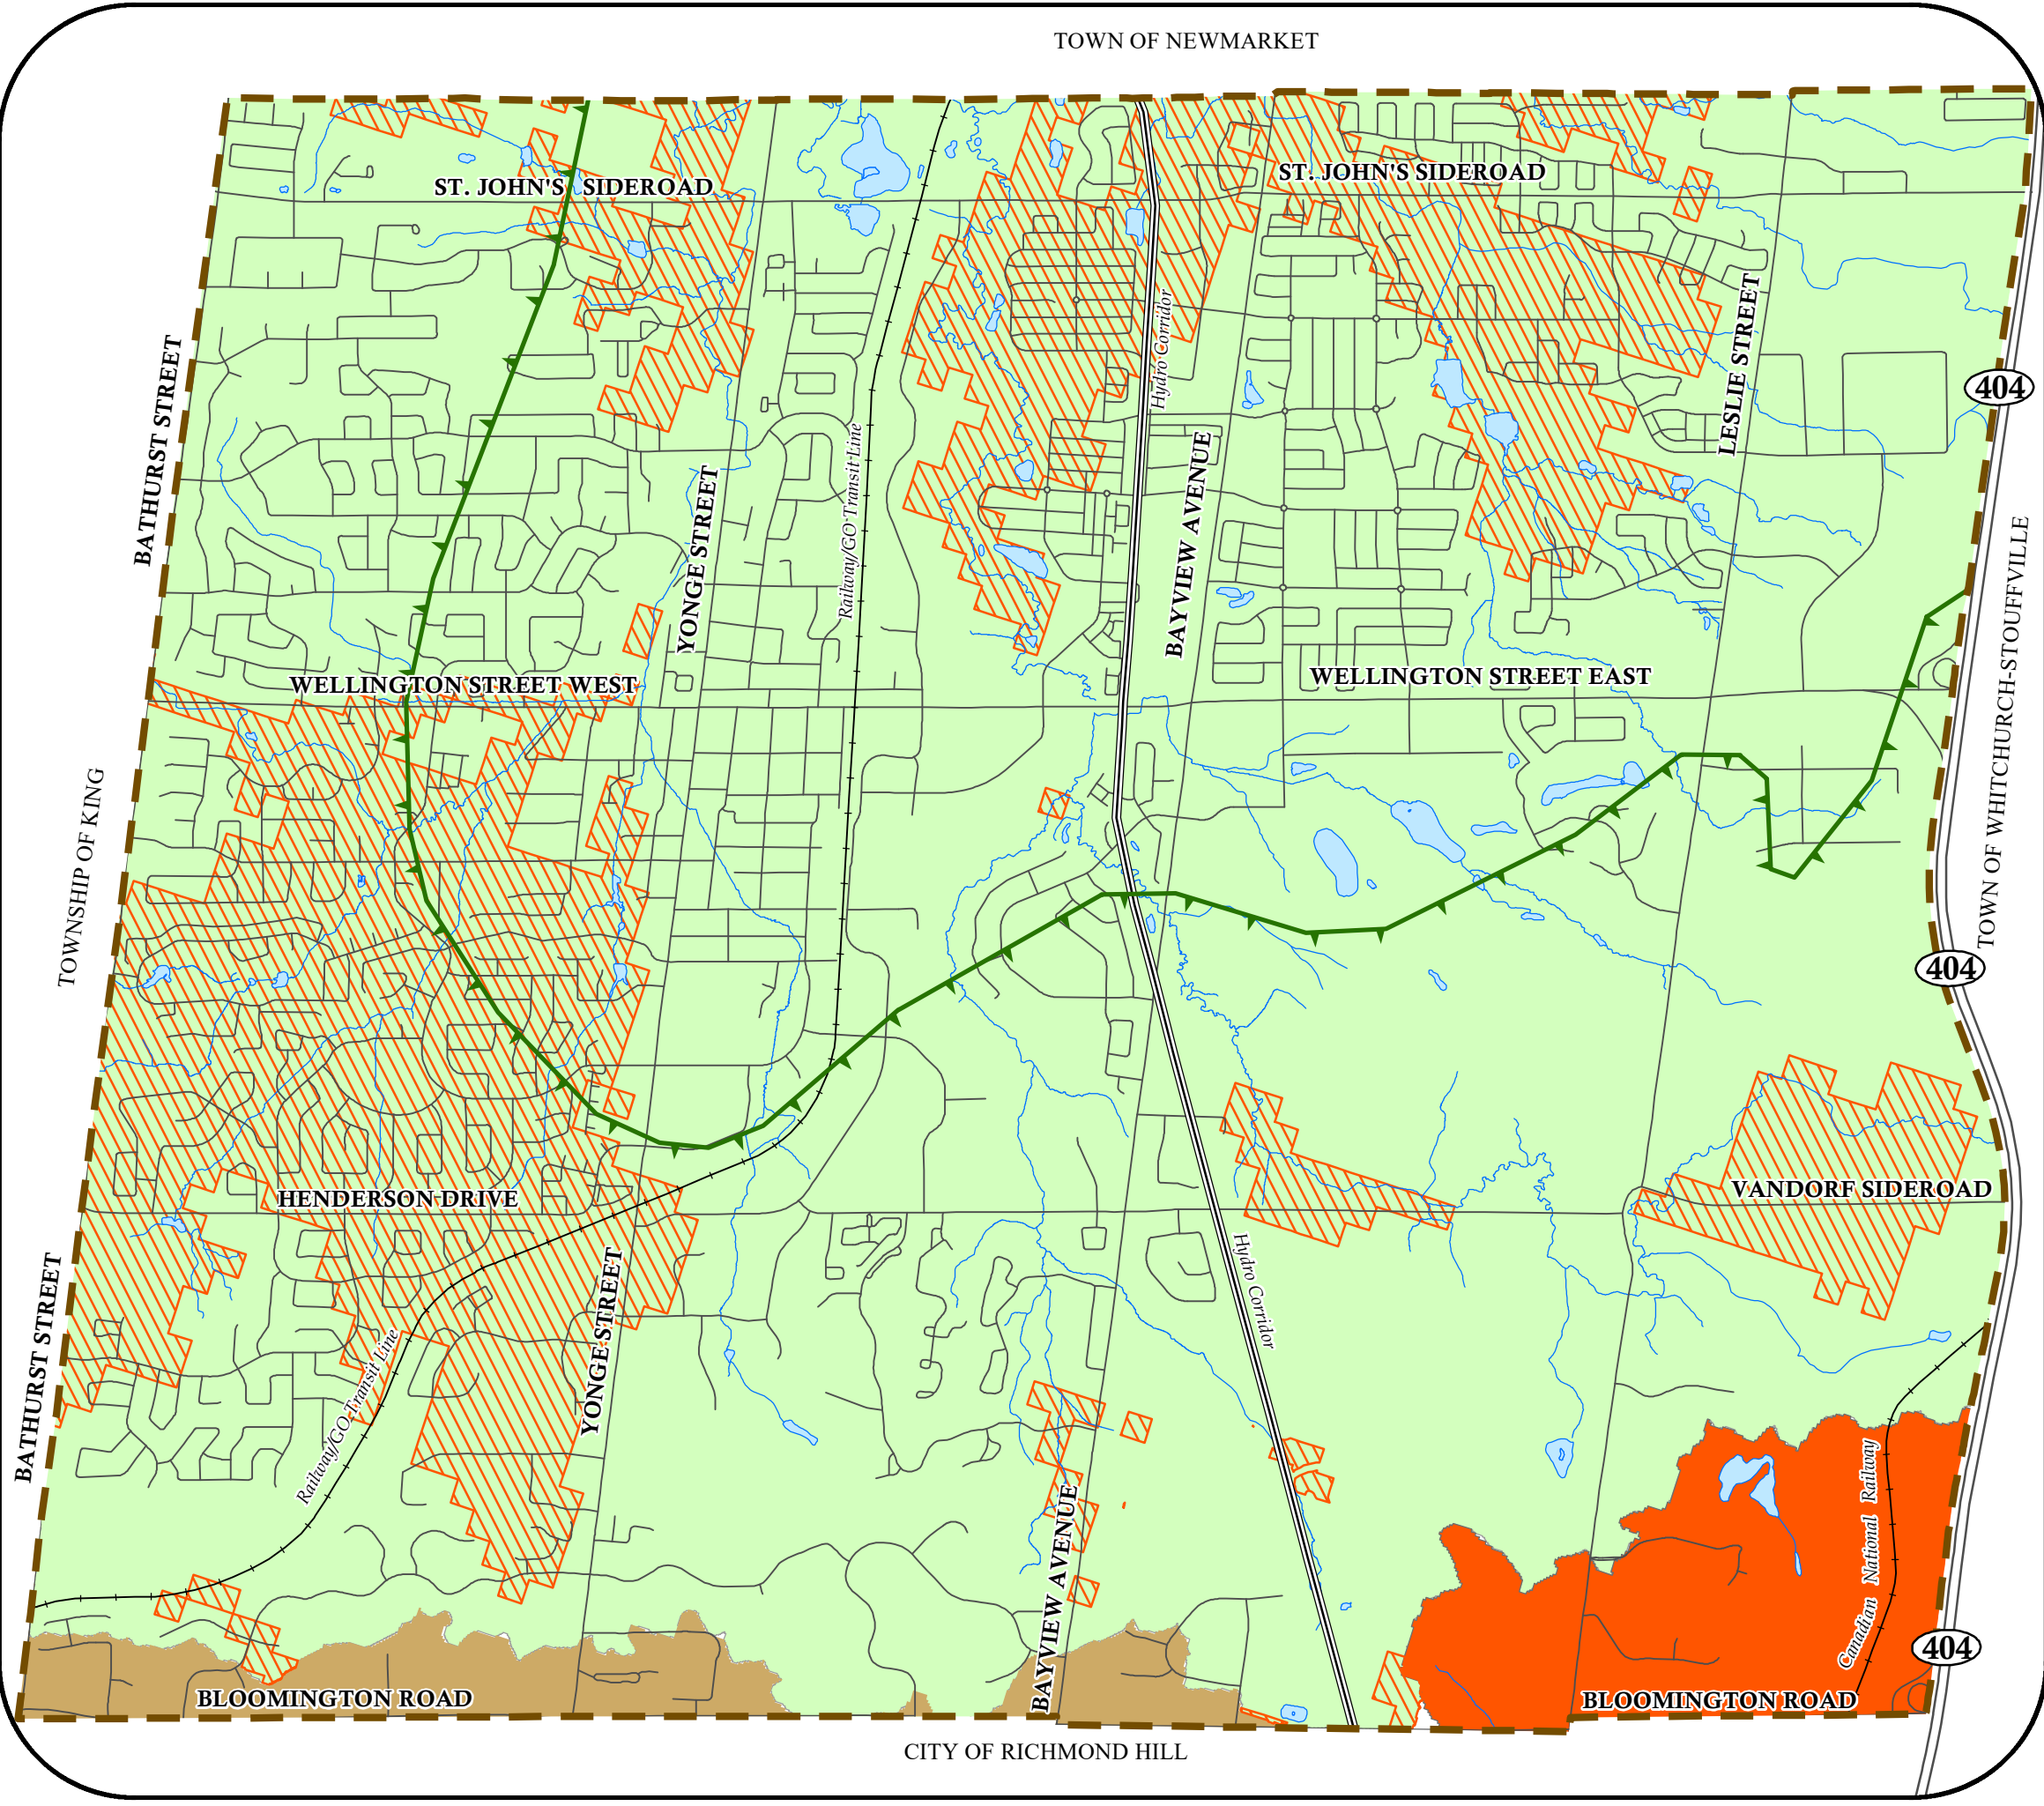 TOWN OF NEWMARKET
ST. JOHN'S SIDEROAD
ST. JOHN'S SIDEROAD
Hydro Corridor
LESLIE STREET
BATHURST STREET
404
Railway/GO Transit Line
YONGE STREET
BAYVIEW AVENUE
TOWN OF WHITCHURCH-STOUFFVILLE
WELLINGTON STREET WEST
WELLINGTON STREET EAST
TOWNSHIP OF KING
404
HENDERSON DRIVE
VANDORF SIDEROAD
BATHURST STREET
YONGE STREET
Hydro Corridor
Railway/GO Transit Line
BAYVIEW AVENUE
Canadian National Railway
404
BLOOMINGTON ROAD
BLOOMINGTON ROAD
CITY OF RICHMOND HILL